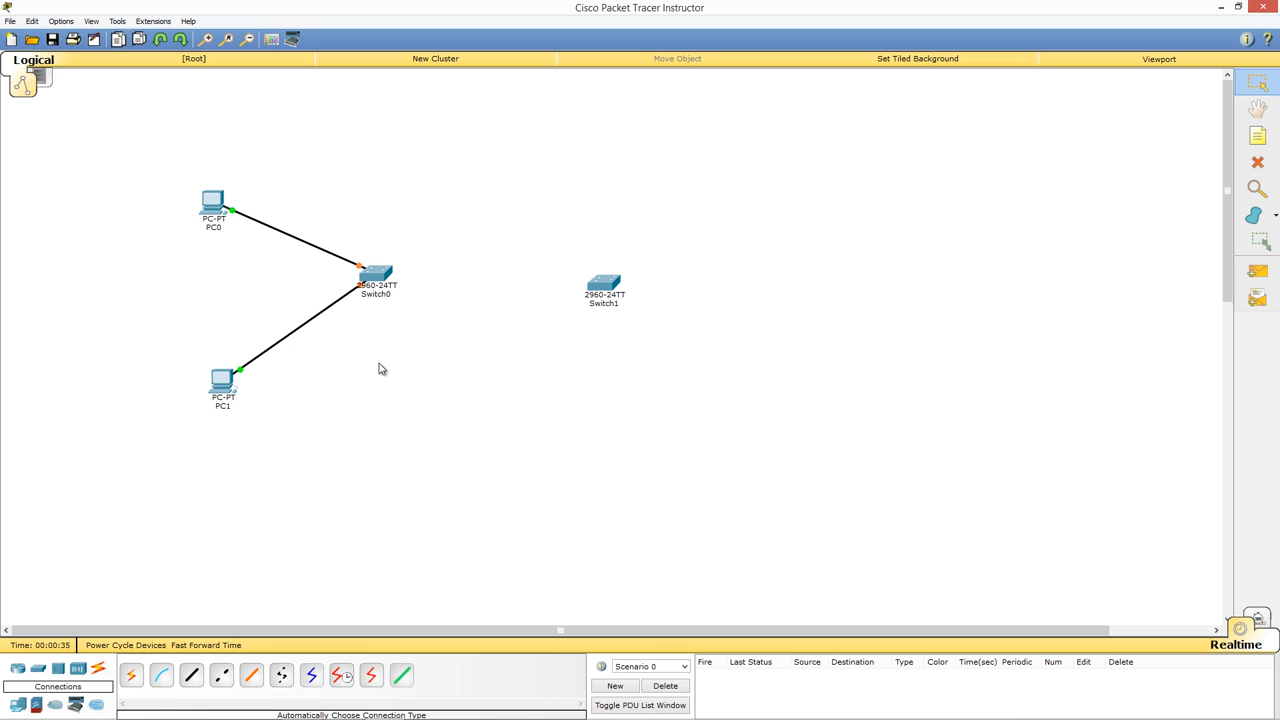 Cisco Packet Tracer Instructor
File Edit Options View Tools Extensions Help
Logical [Root] New Cluster Move Object Set Tiled Background Viewport
PC-PT
PC0
2960-24TT
Switch0
2960-24TT
Switch1
PC-PT
PC1
Time: 00:00:35 Power Cycle Devices Fast Forward Time
Realtime
Scenario 0
Fire Last Status Source Destination Type Color Time(sec) Periodic Num Edit Delete
Connections
New Delete
Toggle PDU List Window
Automatically Choose Connection Type